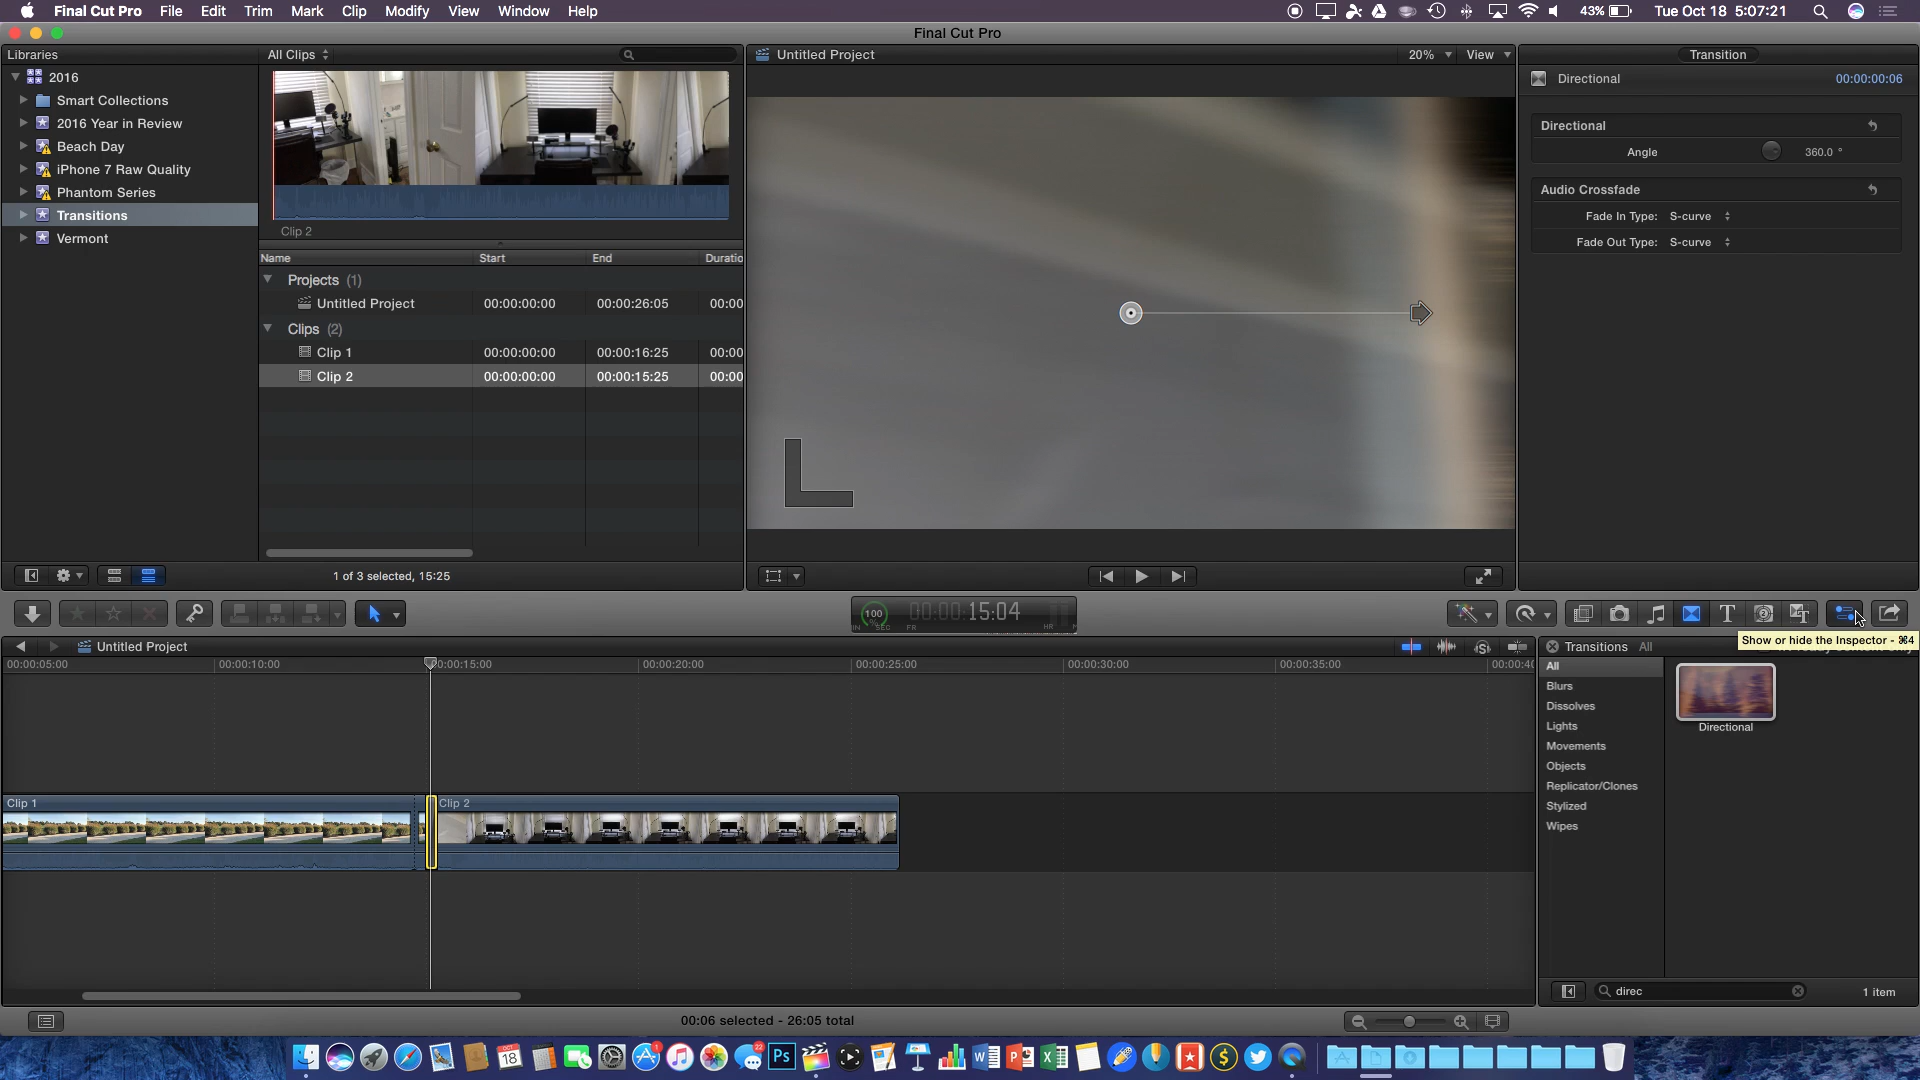 Final Cut Pro File Edit Trim Mark Clip Modify View Window Help 43% Tue Oct 18 5:07:21
Final Cut Pro
Libraries
All Clips
Untitled Project
20%
View
Transition
2016
Smart Collections
2016 Year in Review
Beach Day
iPhone 7 Raw Quality
Phantom Series
Transitions
Vermont
Clip 2
Name Start End Duratio
Projects (1)
Untitled Project 00:00:00:00 00:00:26:05 00:00
Clips (2)
Clip 1 00:00:00:00 00:00:16:25 00:00
Clip 2 00:00:00:00 00:00:15:25 00:00
1 of 3 selected, 15:25
Directional 00:00:00:06
Directional
Angle 360.0 °
Audio Crossfade
Fade In Type: S-curve
Fade Out Type: S-curve
100 00:00:15:04
% MIN SEC FR HR
Show or hide the Inspector - ⌘4
Untitled Project
00:00:05:00 00:00:10:00 00:00:15:00 00:00:20:00 00:00:25:00 00:00:30:00 00:00:35:00 00:00:40
Clip 1
Clip 2
Transitions All
All
Blurs
Dissolves
Lights
Movements
Objects
Replicator/Clones
Stylized
Wipes
Directional
direc
1 item
00:06 selected - 26:05 total